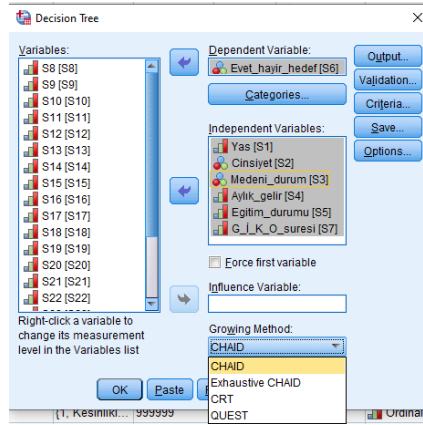 Decision Tree
Variables:
S8 [S8]
S9 [S9]
S10 [S10]
S11 [S11]
S12 [S12]
S13 [S13]
S14 [S14]
S15 [S15]
S16 [S16]
S17 [S17]
S18 [S18]
S19 [S19]
S20 [S20]
S21 [S21]
S22 [S22]
Right-click a variable to
change its measurement
level in the Variables list
Dependent Variable:
Evet_hayir_hedef [S6]
Categories...
Independent Variables:
Yas [S1]
Cinsiyet [S2]
Medeni_durum [S3]
Aylık_gelir [S4]
Egitim_durumu [S5]
G_İ_K_O_suresi [S7]
Force first variable
Influence Variable:
Growing Method:
CHAID
CHAID
Exhaustive CHAID
CRT
QUEST
Output...
Validation...
Criteria...
Save...
Options...
OK
Paste
{1, Kesinlikl... 999999
Ordinal